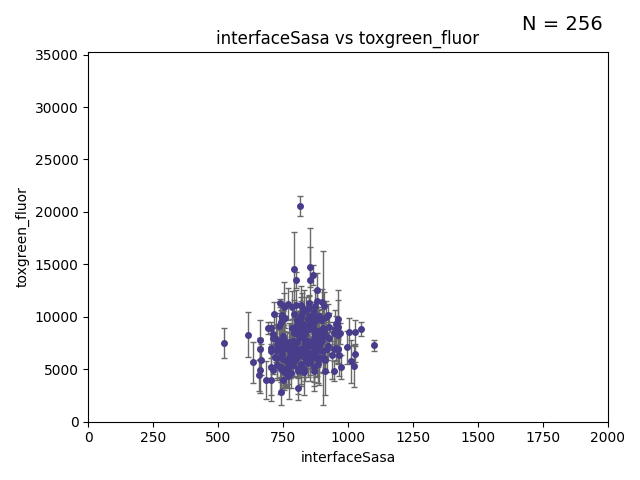 N = 256
interfaceSasa vs toxgreen_fluor
35000
30000
25000
20000
15000
10000
5000
0
toxgreen_fluor
0 250 500 750 1000 1250 1500 1750 2000
interfaceSasa